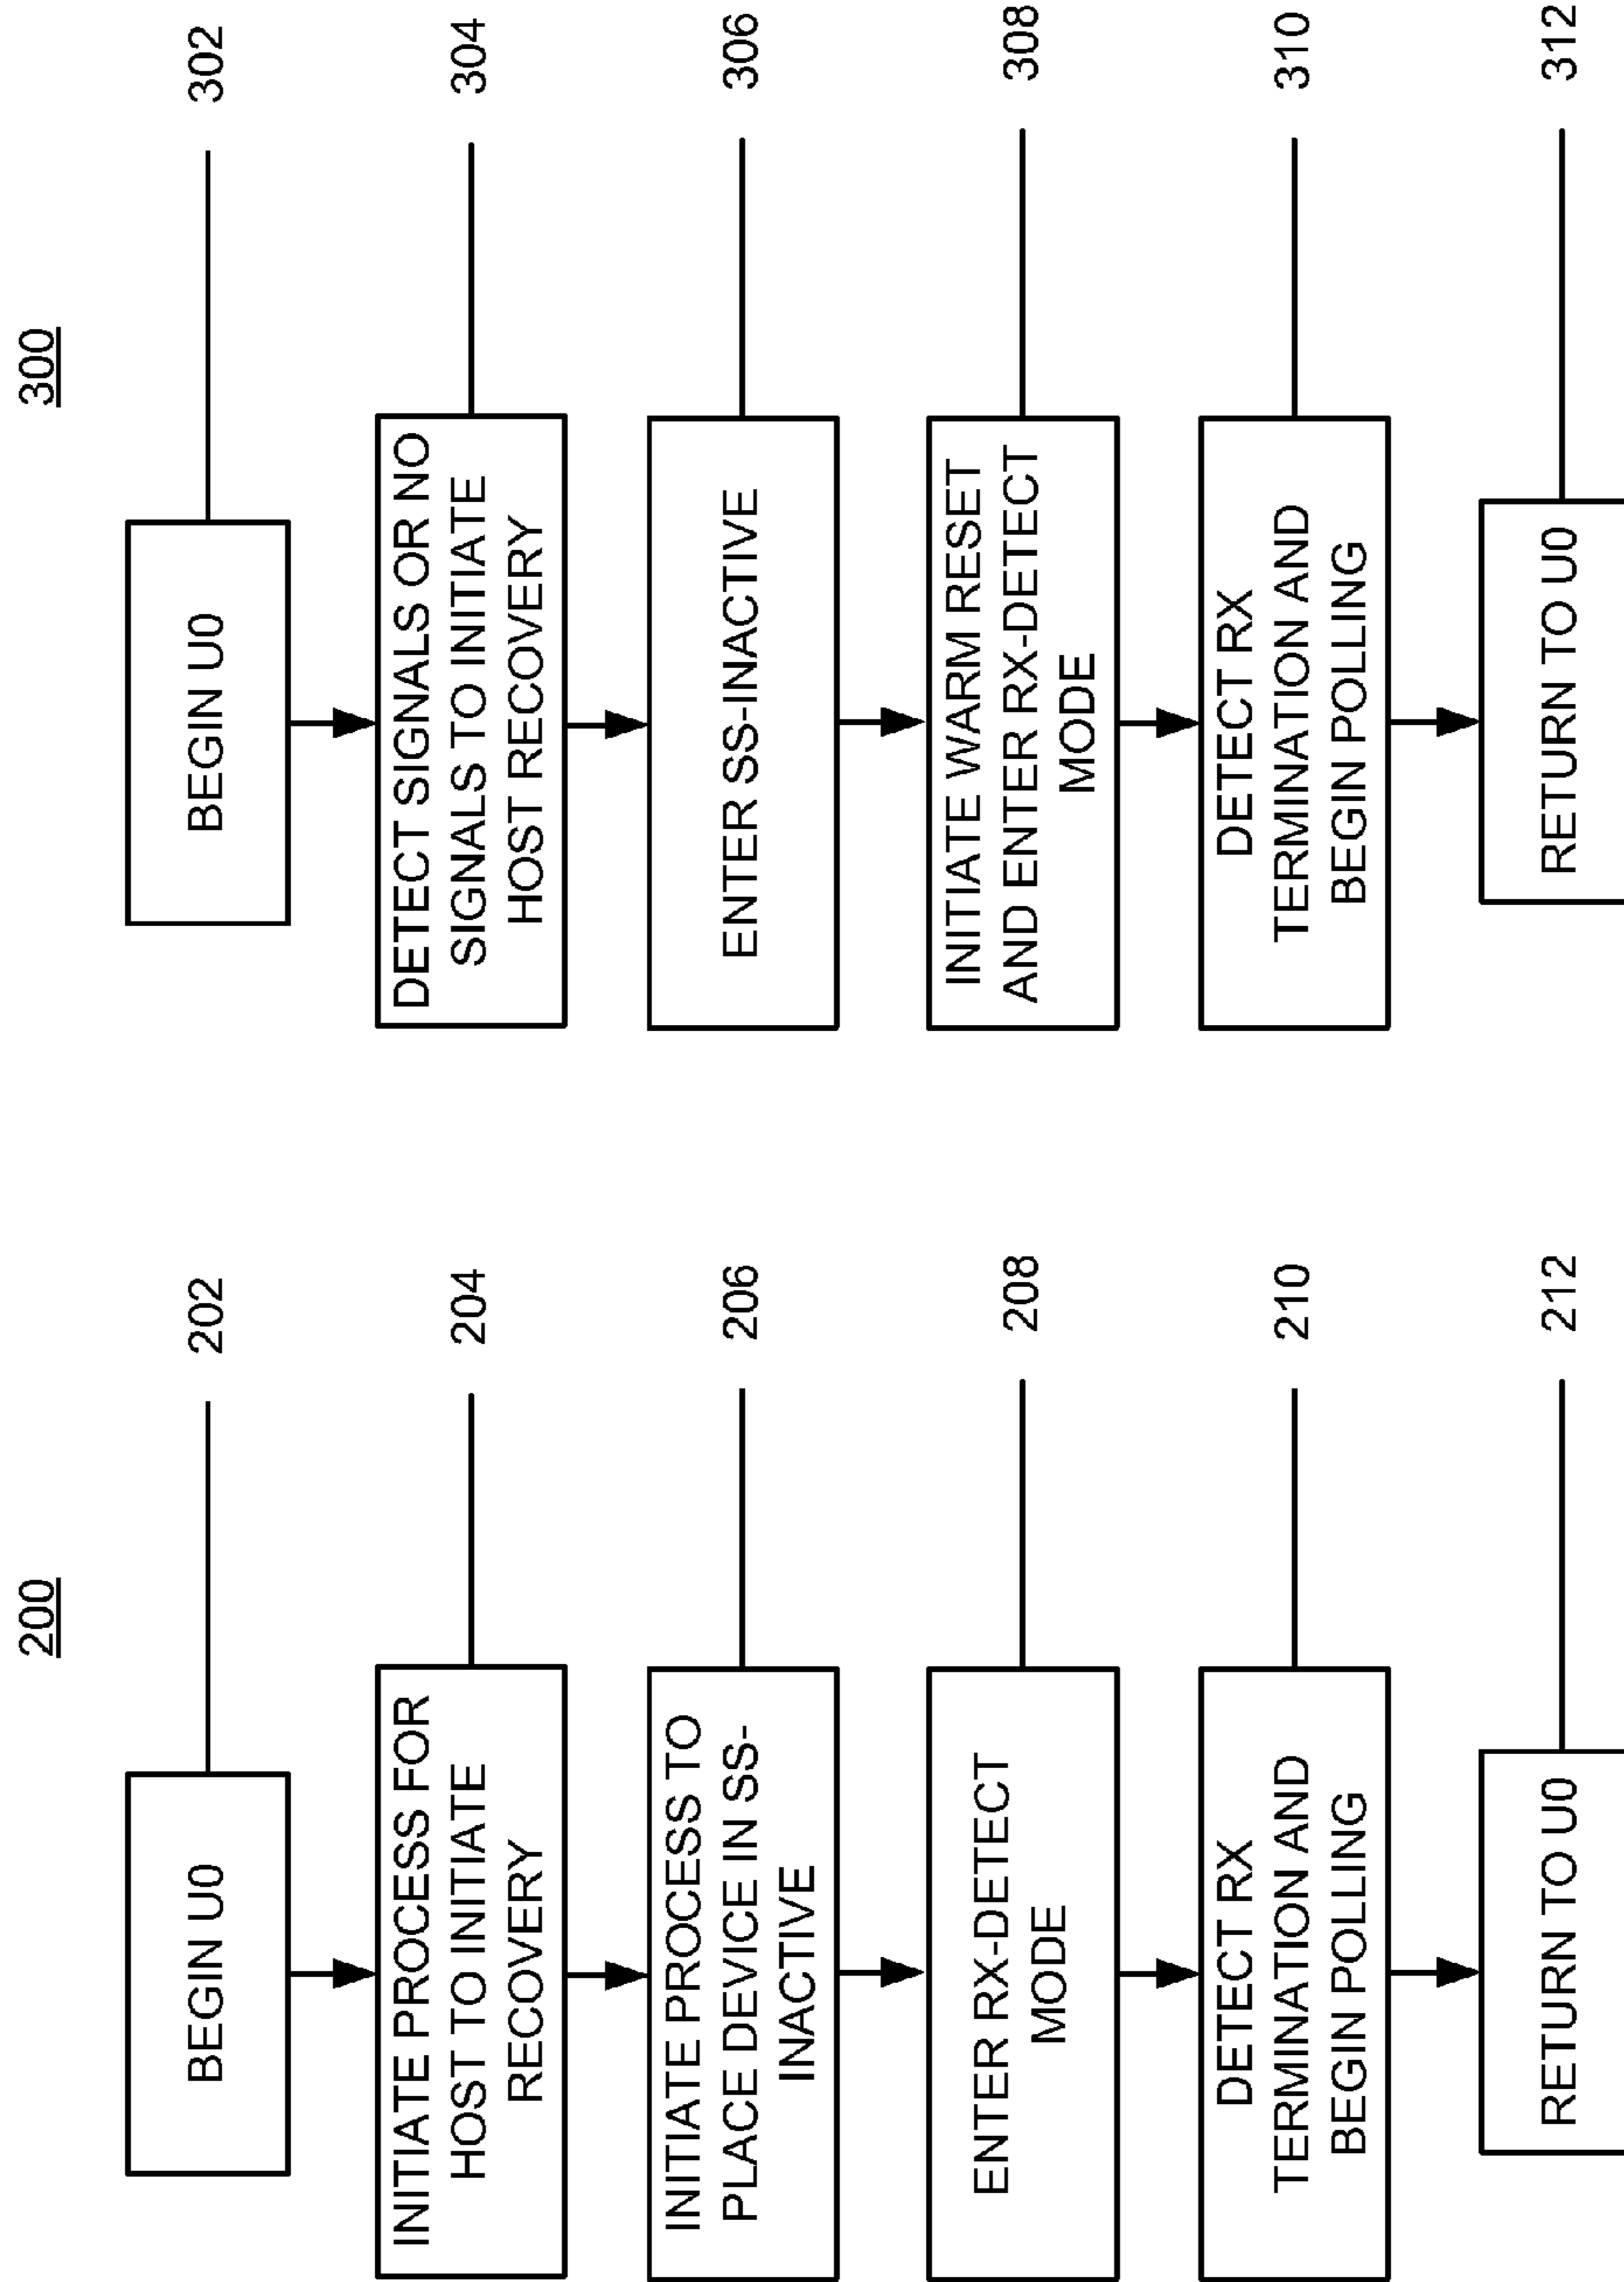 200
BEGIN U0
202
INITIATE PROCESS FOR
HOST TO INITIATE
RECOVERY
204
INITIATE PROCESS TO
PLACE DEVICE IN SS-
INACTIVE
206
ENTER RX-DETECT
MODE
208
DETECT RX
TERMINATION AND
BEGIN POLLING
210
RETURN TO U0
212
300
BEGIN U0
302
DETECT SIGNALS OR NO
SIGNALS TO INITIATE
HOST RECOVERY
304
ENTER SS-INACTIVE
306
INITIATE WARM RESET
AND ENTER RX-DETECT
MODE
308
DETECT RX
TERMINATION AND
BEGIN POLLING
310
RETURN TO U0
312